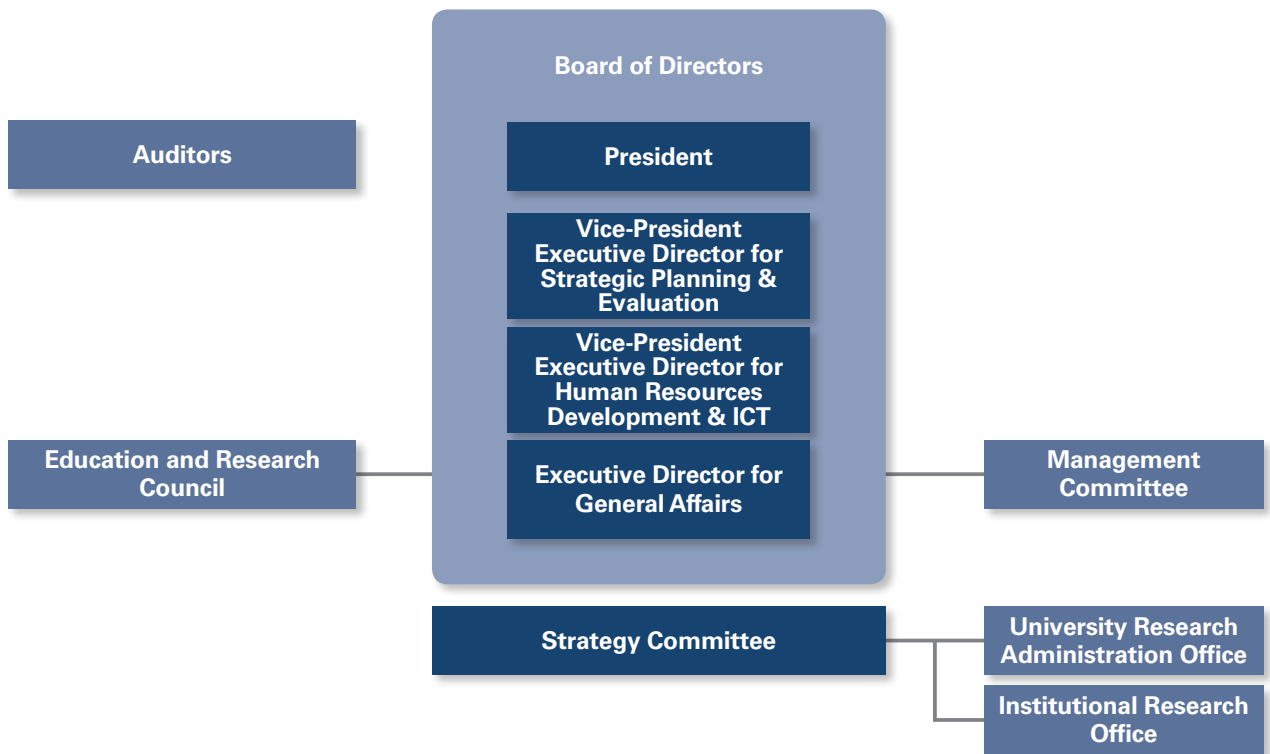 Board of Directors
Auditors
President
Vice-President
Executive Director for
Strategic Planning &
Evaluation
Vice-President
Executive Director for
Human Resources
Development & ICT
Education and Research
Council
Executive Director for
General Affairs
Management
Committee
Strategy Committee
University Research
Administration Office
Institutional Research
Office